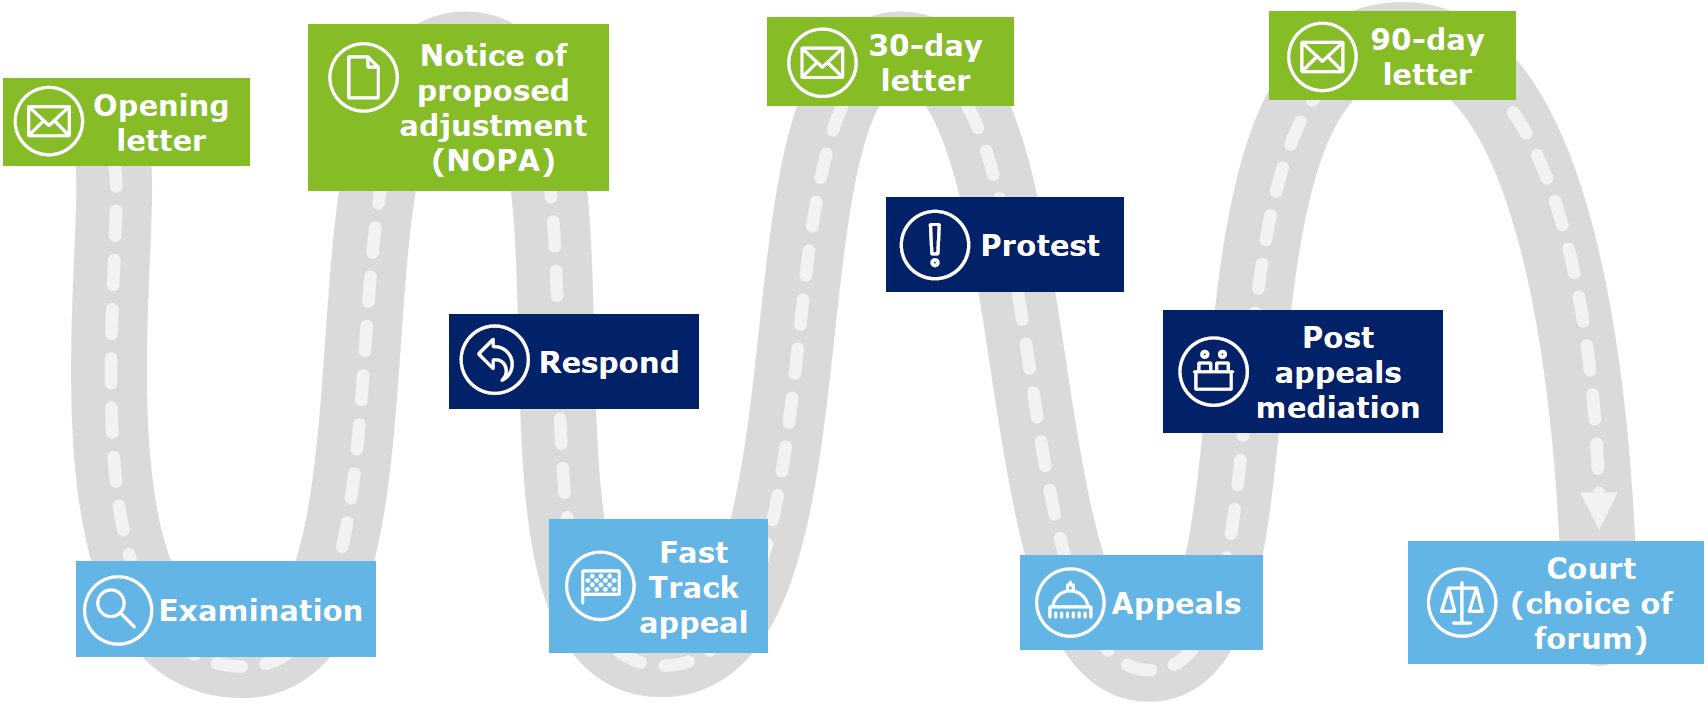 Opening
letter
Examination
Notice of
proposed
adjustment
(NOPA)
Respond
Fast
Track
appeal
30-day
letter
Protest
Appeals
Post
appeals
mediation
90-day
letter
Court
(choice of
forum)